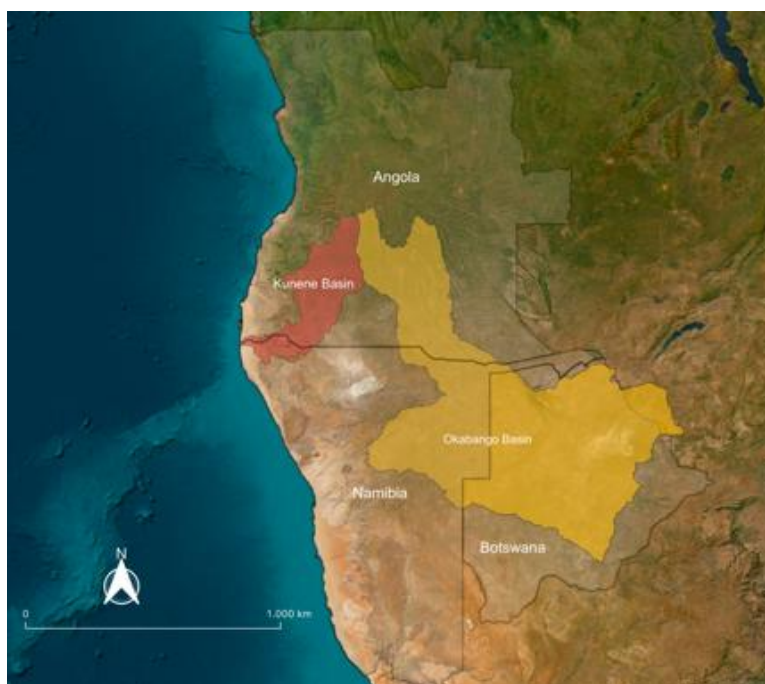 Angola
Kunene Basin
Okabango Basin
Namibia
Botswana
N
0
1.000 km